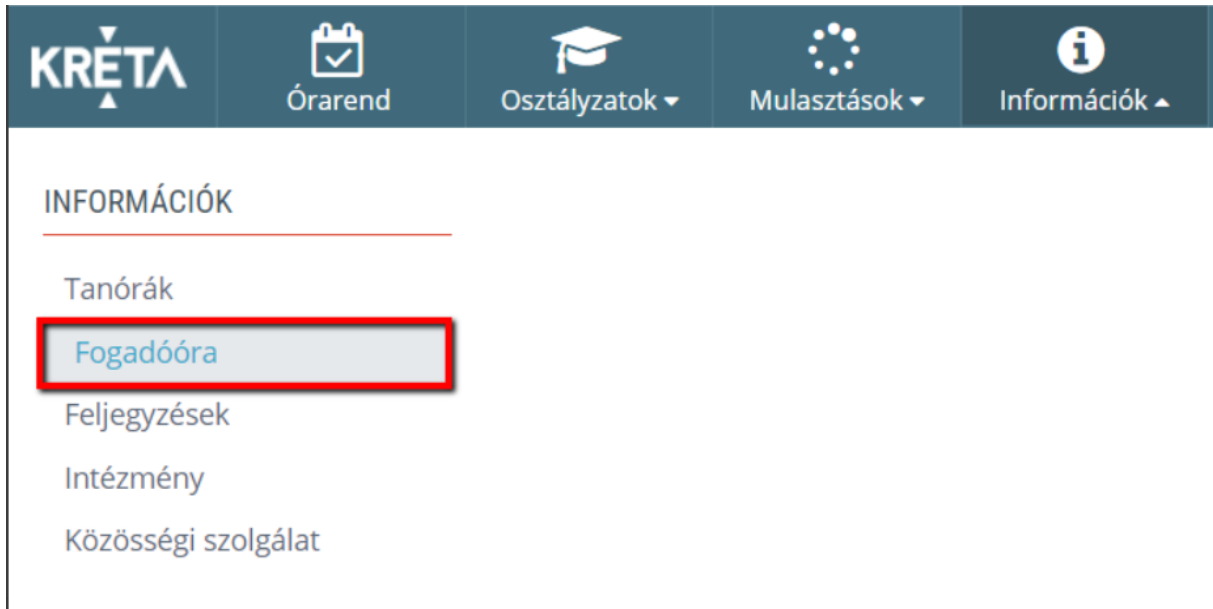 KRÉTA
Órarend
Osztályzatok
Mulasztások
Információk
INFORMÁCIÓK
Tanórák
Fogadóóra
Feljegyzések
Intézmény
Közösségi szolgálat